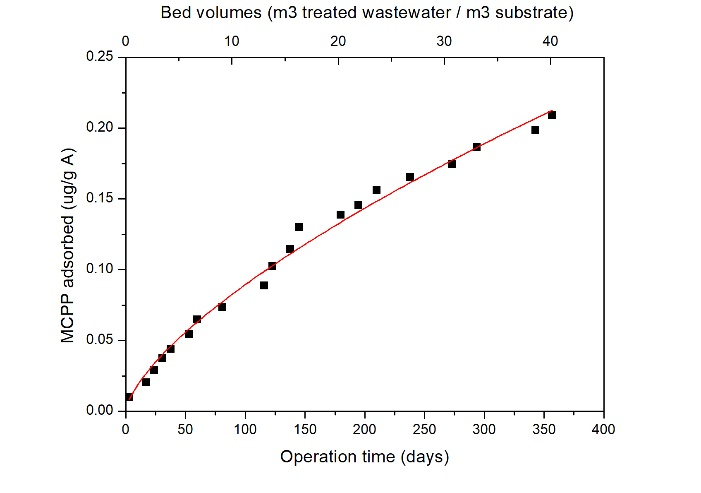 Bed volumes (m3 treated wastewater / m3 substrate)
0 10 20 30 40
0.25
0.20
0.15
0.10
0.05
0.00
MCPP adsorbed (ug/g A)
0 50 100 150 200 250 300 350 400
Operation time (days)